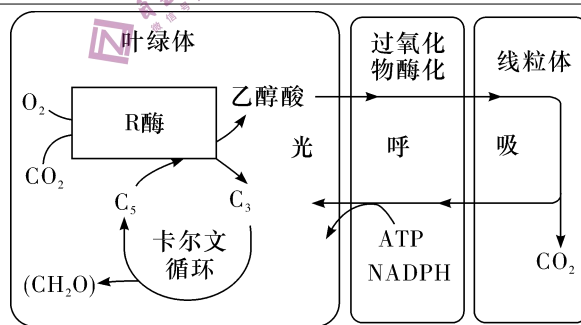 叶绿体
过氧化
物酶化
线粒体
O₂
R酶
乙醇酸
CO₂
光 呼 吸
C₅
C₃
卡尔文
循环
(CH₂O)
ATP
NADPH
CO₂